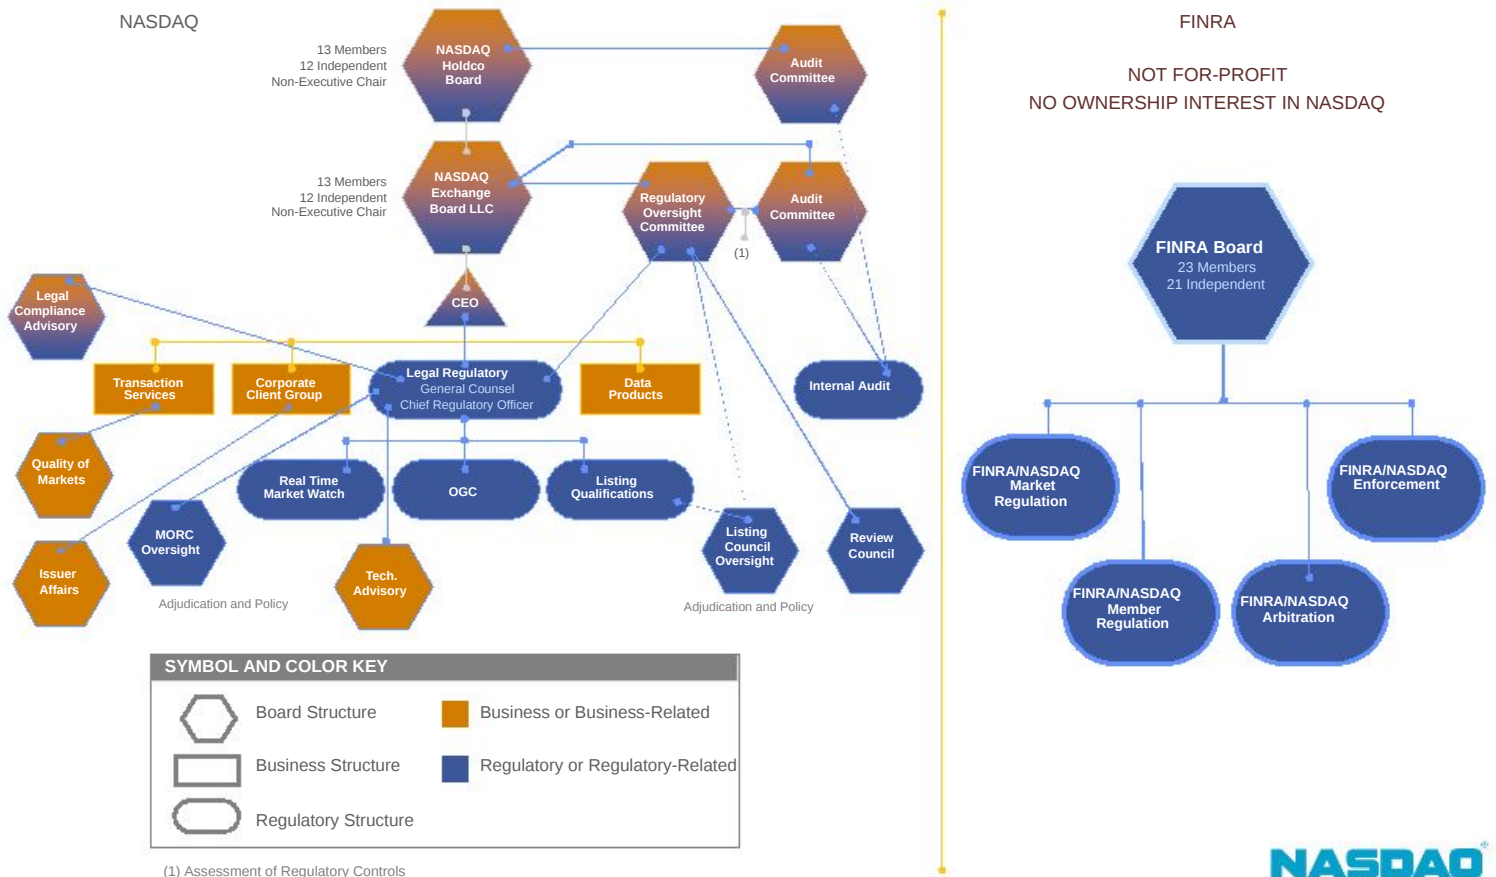 NASDAQ
13 Members
12 Independent
Non-Executive Chair
NASDAQ
Holdco
Board
Audit
Committee
13 Members
12 Independent
Non-Executive Chair
NASDAQ
Exchange
Board LLC
Regulatory
Oversight
Committee
Audit
Committee
(1)
CEO
Legal
Compliance
Advisory
Transaction
Services
Corporate
Client Group
Legal Regulatory
General Counsel
Chief Regulatory Officer
Data
Products
Internal Audit
Quality of
Markets
Real Time
Market Watch
OGC
Listing
Qualifications
MORC
Oversight
Listing
Council
Oversight
Review
Council
Issuer
Affairs
Tech.
Advisory
Adjudication and Policy
Adjudication and Policy
SYMBOL AND COLOR KEY
Board Structure
Business or Business-Related
Business Structure
Regulatory or Regulatory-Related
Regulatory Structure
(1) Assessment of Regulatory Controls
FINRA
NOT FOR-PROFIT
NO OWNERSHIP INTEREST IN NASDAQ
FINRA Board
23 Members
21 Independent
FINRA/NASDAQ
Market
Regulation
FINRA/NASDAQ
Enforcement
FINRA/NASDAQ
Member
Regulation
FINRA/NASDAQ
Arbitration
NASDAQ®